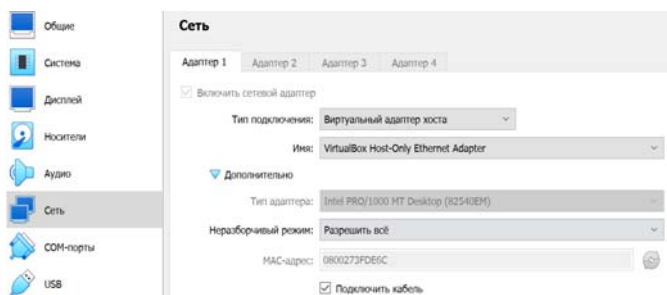 Общие
Система
Дисплей
Носители
Аудио
Сеть
COM-порты
USB
Сеть
Адаптер 1 Адаптер 2 Адаптер 3 Адаптер 4
Включить сетевой адаптер
Тип подключения: Виртуальный адаптер хоста
Имя: VirtualBox Host-Only Ethernet Adapter
Дополнительно
Тип адаптера: Intel PRO/1000 MT Desktop (82540EM)
Неразборчивый режим: Разрешить всё
MAC-адрес: 0800273FDE6C
Подключить кабель